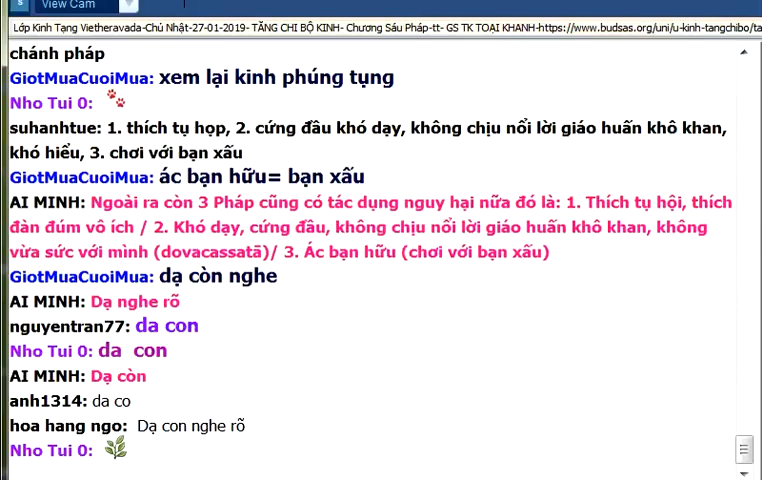 View Cam
Lớp Kinh Tạng Vietheravada-Chủ Nhật-27-01-2019- TĂNG CHI BỘ KINH- Chương Sáu Pháp-tt- GS TK TOẠI KHANH-https://www.budsas.org/uni/u-kinh-tangchibo/ta
chánh pháp
GiotMuaCuoiMua: xem lại kinh phúng tụng
Nho Tui 0:
suhanhtue: 1. thích tụ họp, 2. cứng đầu khó dạy, không chịu nổi lời giáo huấn khô khan,
khó hiểu, 3. chơi với bạn xấu
GiotMuaCuoiMua: ác bạn hữu= bạn xấu
AI MINH: Ngoài ra còn 3 Pháp cũng có tác dụng nguy hại nữa đó là: 1. Thích tụ hội, thích
đàn đúm vô ích / 2. Khó dạy, cứng đầu, không chịu nổi lời giáo huấn khô khan, không
vừa sức với mình (dovacassatā)/ 3. Ác bạn hữu (chơi với bạn xấu)
GiotMuaCuoiMua: dạ còn nghe
AI MINH: Dạ nghe rõ
nguyentran77: da con
Nho Tui 0: da con
AI MINH: Dạ còn
anh1314: da co
hoa hang ngo: Dạ con nghe rõ
Nho Tui 0: